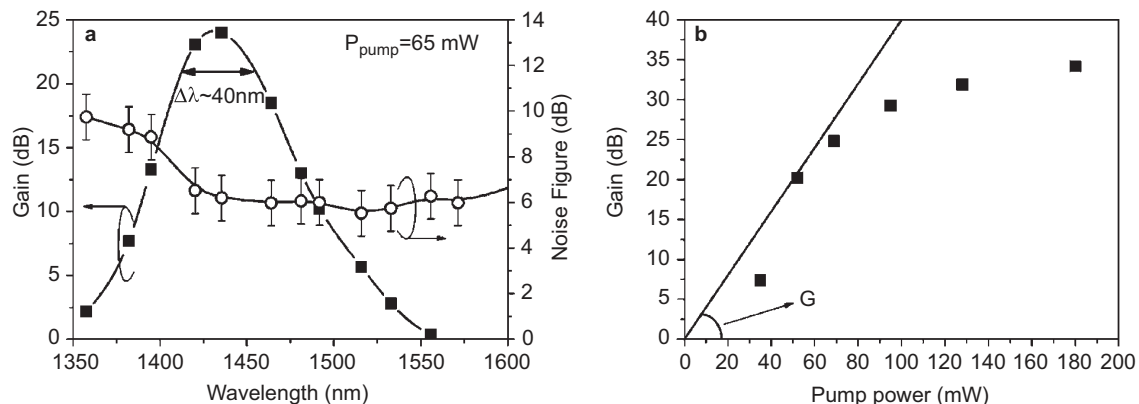 a
P_pump=65 mW
Δλ~40nm
25
20
15
10
5
0
Gain (dB)
14
12
10
8
6
4
2
0
Noise Figure (dB)
1350 1400 1450 1500 1550 1600
Wavelength (nm)
b
40
35
30
25
20
15
10
5
0
Gain (dB)
G
0 20 40 60 80 100 120 140 160 180 200
Pump power (mW)